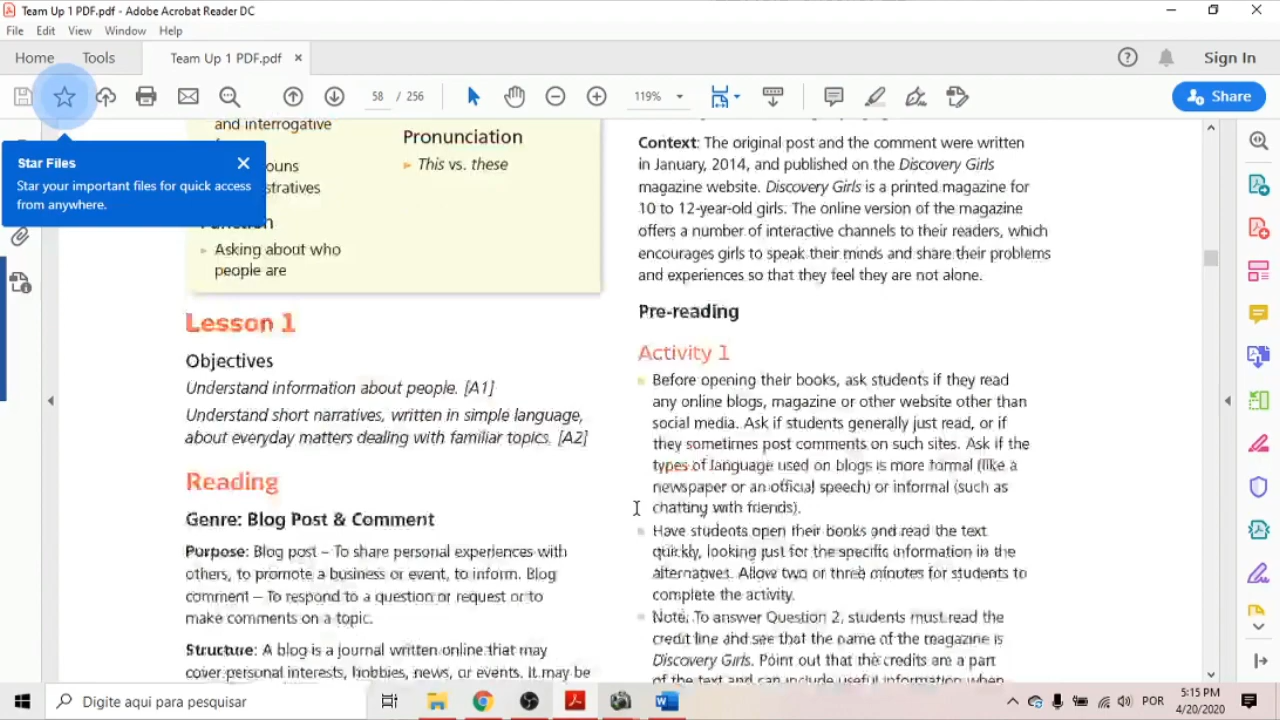 Team Up 1 PDF.pdf - Adobe Acrobat Reader DC
File Edit View Window Help
Home Tools Team Up 1 PDF.pdf × Sign In
58 / 256 119% Share
Star Files
Star your important files for quick access
from anywhere.
and interrogative
ouns
stratives
Function
Asking about who
people are
Pronunciation
This vs. these
Lesson 1
Objectives
Understand information about people. [A1]
Understand short narratives, written in simple language,
about everyday matters dealing with familiar topics. [A2]
Reading
Genre: Blog Post & Comment
Purpose: Blog post – To share personal experiences with
others, to promote a business or event, to inform. Blog
comment – To respond to a question or request or to
make comments on a topic.
Structure: A blog is a journal written online that may
cover personal interests, hobbies, news, or events. It may be
Context: The original post and the comment were written
in January, 2014, and published on the Discovery Girls
magazine website. Discovery Girls is a printed magazine for
10 to 12-year-old girls. The online version of the magazine
offers a number of interactive channels to their readers, which
encourages girls to speak their minds and share their problems
and experiences so that they feel they are not alone.
Pre-reading
Activity 1
Before opening their books, ask students if they read
any online blogs, magazine or other website other than
social media. Ask if students generally just read, or if
they sometimes post comments on such sites. Ask if the
types of language used on blogs is more formal (like a
newspaper or an official speech) or informal (such as
chatting with friends).
Have students open their books and read the text
quickly, looking just for the specific information in the
alternatives. Allow two or three minutes for students to
complete the activity.
Note: To answer Question 2, students must read the
credit line and see that the name of the magazine is
Discovery Girls. Point out that the credits are a part
of the text and can include useful information when
Digite aqui para pesquisar
POR
5:15 PM
4/20/2020